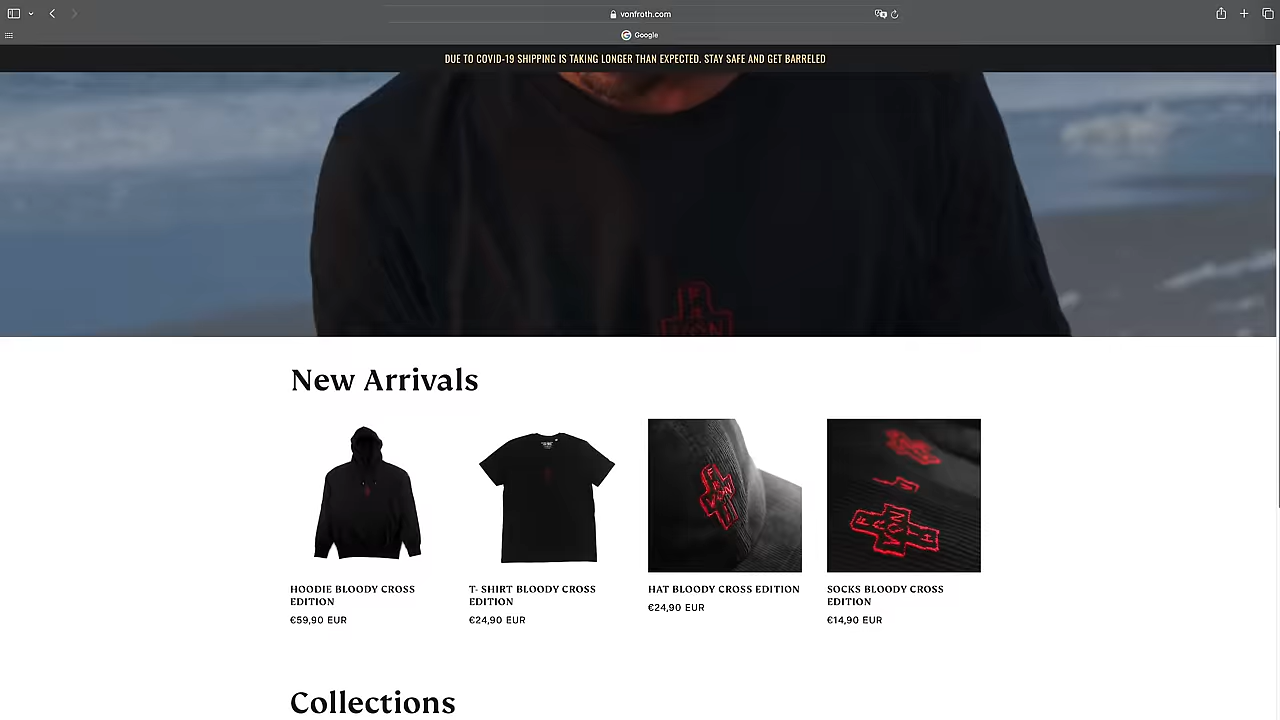 vonfroth.com
Google
DUE TO COVID-19 SHIPPING IS TAKING LONGER THAN EXPECTED. STAY SAFE AND GET BARRELED
New Arrivals
HOODIE BLOODY CROSS
EDITION
€59,90 EUR
T- SHIRT BLOODY CROSS
EDITION
€24,90 EUR
HAT BLOODY CROSS EDITION
€24,90 EUR
SOCKS BLOODY CROSS
EDITION
€14,90 EUR
Collections